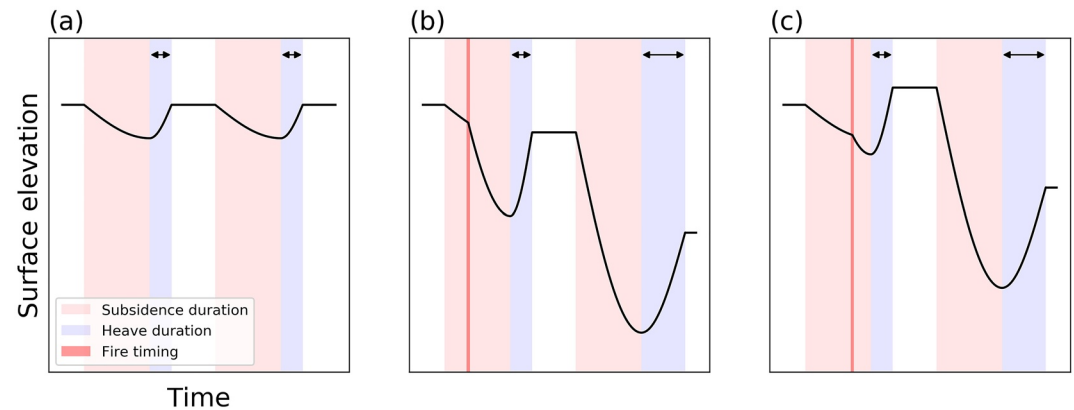 (a)
(b)
(c)
Surface elevation
Subsidence duration
Heave duration
Fire timing
Time